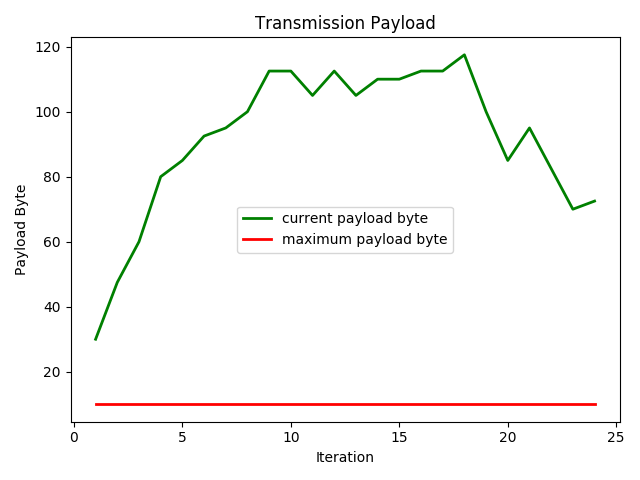 Transmission Payload
120
100
80
60
40
20
Payload Byte
current payload byte
maximum payload byte
0 5 10 15 20 25
Iteration